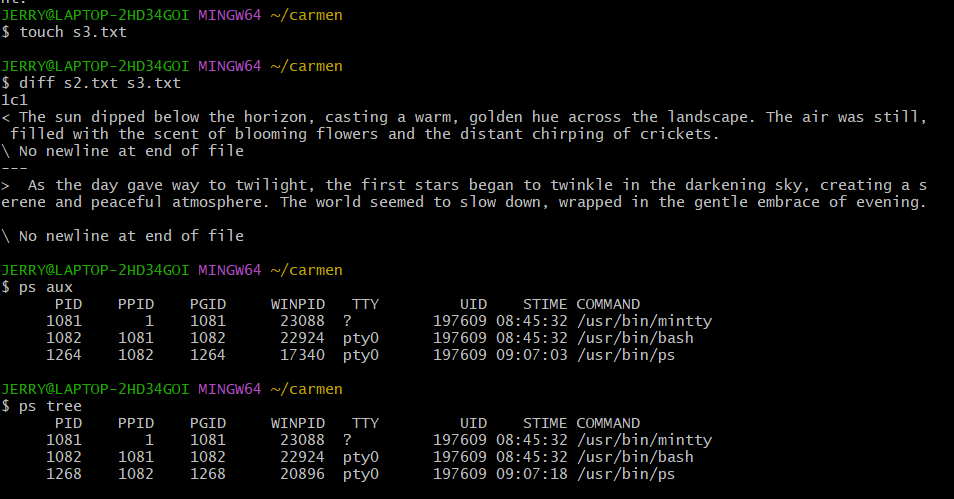 nt.
JERRY@LAPTOP-2HD34GOI MINGW64 ~/carmen
$ touch s3.txt
JERRY@LAPTOP-2HD34GOI MINGW64 ~/carmen
$ diff s2.txt s3.txt
1c1
< The sun dipped below the horizon, casting a warm, golden hue across the landscape. The air was still,
 filled with the scent of blooming flowers and the distant chirping of crickets.
\ No newline at end of file
---
>  As the day gave way to twilight, the first stars began to twinkle in the darkening sky, creating a s
erene and peaceful atmosphere. The world seemed to slow down, wrapped in the gentle embrace of evening.
\ No newline at end of file
JERRY@LAPTOP-2HD34GOI MINGW64 ~/carmen
$ ps aux
      PID    PPID    PGID     WINPID   TTY         UID    STIME COMMAND
     1081       1    1081      23088  ?         197609 08:45:32 /usr/bin/mintty
     1082    1081    1082      22924  pty0      197609 08:45:32 /usr/bin/bash
     1264    1082    1264      17340  pty0      197609 09:07:03 /usr/bin/ps
JERRY@LAPTOP-2HD34GOI MINGW64 ~/carmen
$ ps tree
      PID    PPID    PGID     WINPID   TTY         UID    STIME COMMAND
     1081       1    1081      23088  ?         197609 08:45:32 /usr/bin/mintty
     1082    1081    1082      22924  pty0      197609 08:45:32 /usr/bin/bash
     1268    1082    1268      20896  pty0      197609 09:07:18 /usr/bin/ps